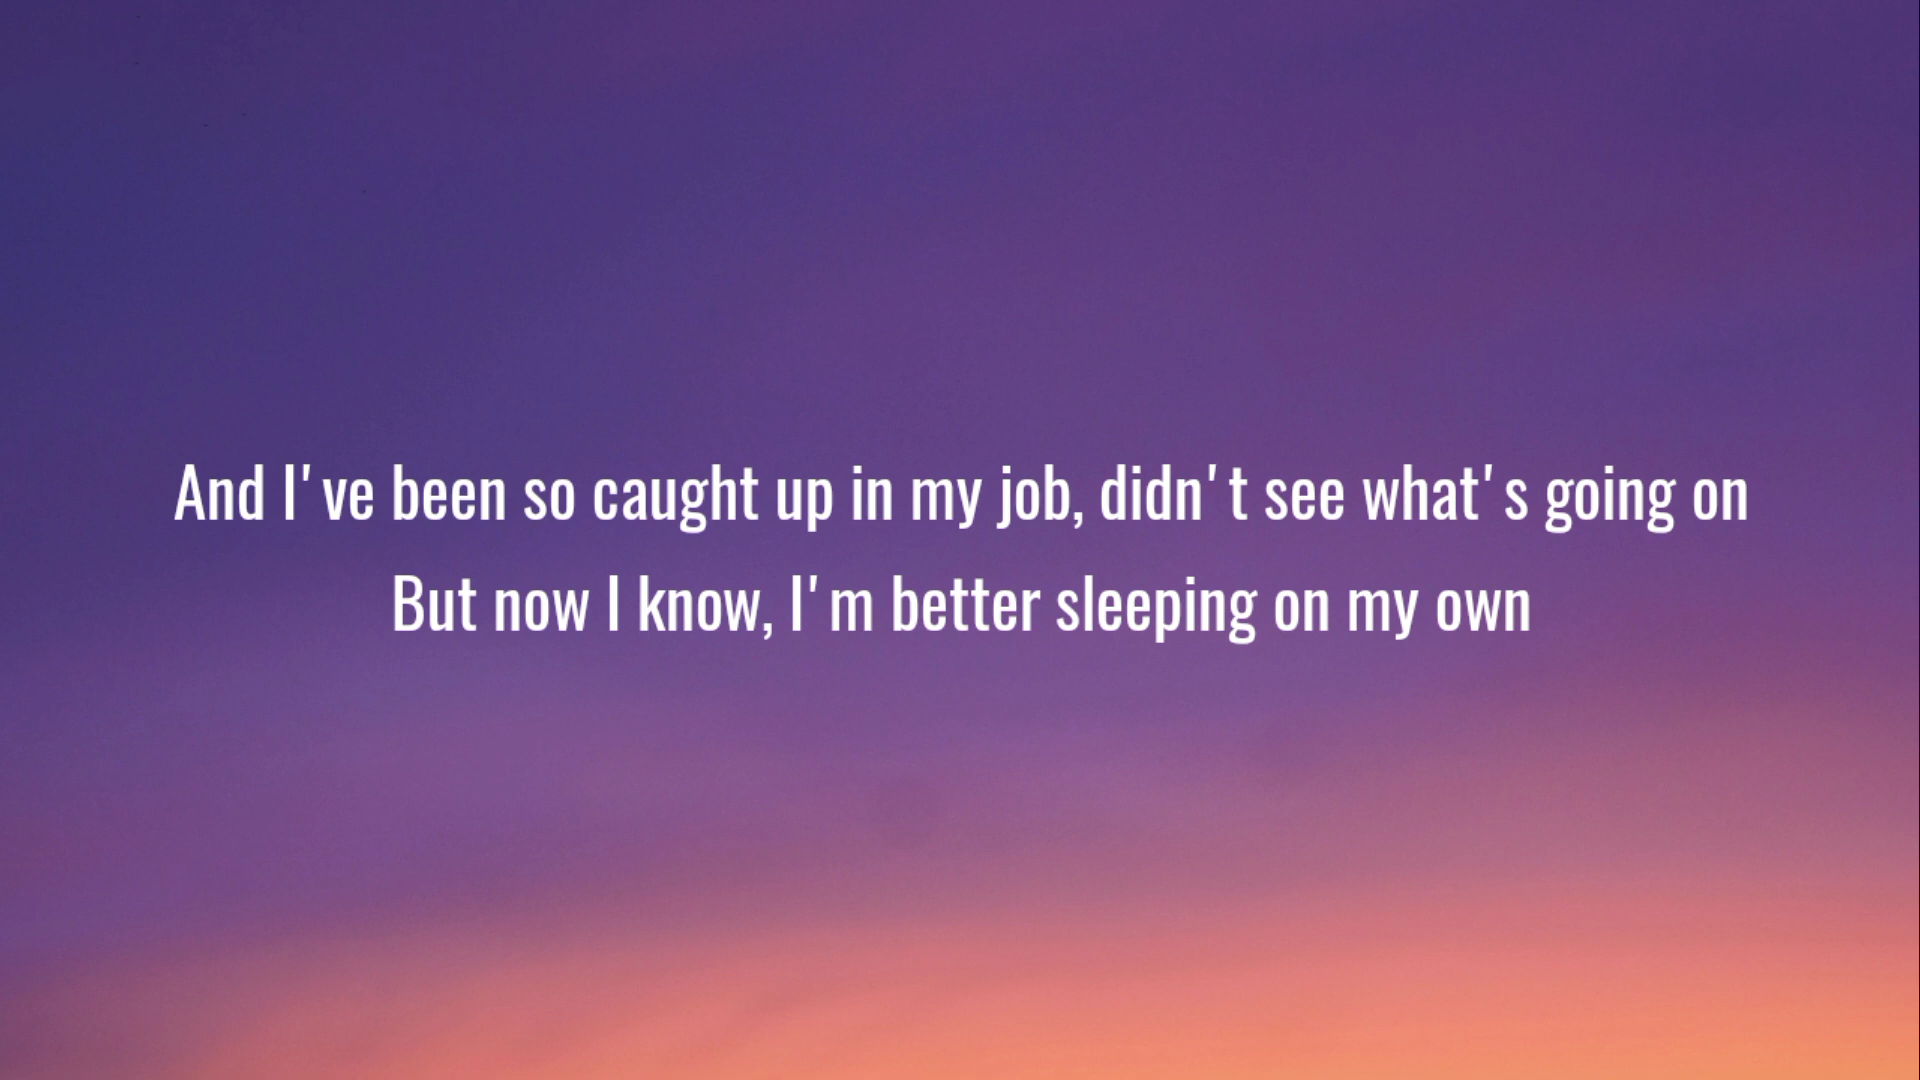 And I've been so caught up in my job, didn't see what's going on
But now I know, I'm better sleeping on my own